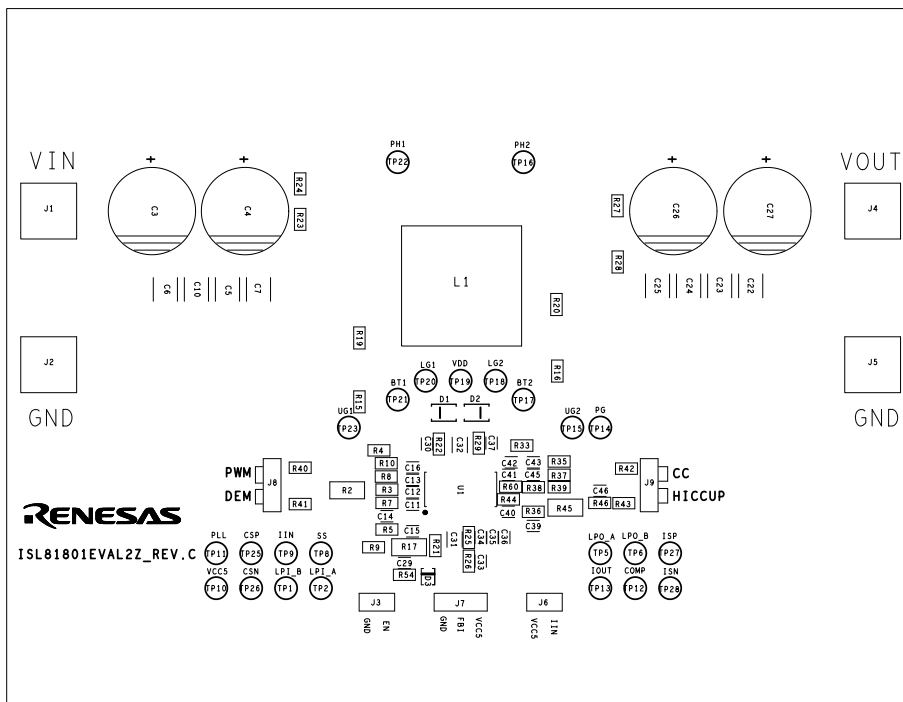 PH1 PH2
TP22 TP16
VIN + + + + VOUT
R24
J1 C3 C4 R27 C26 C27 J4
R23
R28
C6 C10 C5 C7 L1 C25 C24 C23 C22
R20
R19
J2 R16 J5
LG1 VDD LG2
TP20 TP19 TP18
BT1 BT2
R15 TP21 D1 D2 TP17
GND GND
UG1 UG2 PG
TP23 TP15 TP14
R4 C30 R22 C32 R29 C37 R33
R10 C16 C42 C43 R35
PWM J8 R40 R8 C13 C41 C45 R37 R42 J9 CC
R2 R3 C12 U1 R60 R38 R39 C46
DEM R41 R7 C11 R44 R45 R46 R43 HICCUP
C14 C40 R36
RENESAS
R5 C15 C31 R25 C34 C35 C36 C39
PLL CSP IIN SS LPO_A LPO_B ISP
ISL81801EVAL2Z_REV.C TP11 TP25 TP9 TP8 R9 R17 R21 TP5 TP6 TP27
R26 C33
C29
VCC5 CSN LPI_B LPI_A R54 D3 IOUT COMP ISN
TP10 TP26 TP1 TP2 TP13 TP12 TP28
J3 J7 J6
GND EN GND FBI VCC5 VCC5 IIN